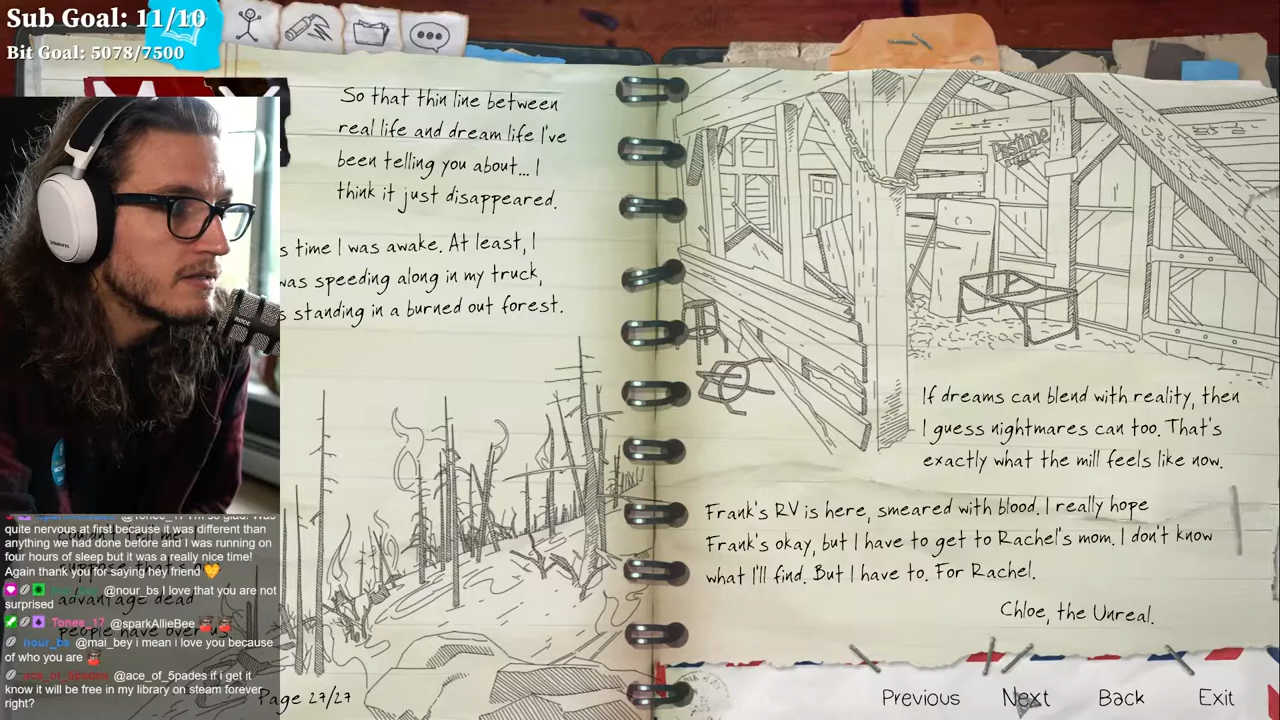 Sub Goal: 11/10
Bit Goal: 5078/7500
So that thin line between
real life and dream life I've
been telling you about... I
think it just disappeared.
s time I was awake. At least, I
was speeding along in my truck,
s standing in a burned out forest.
Pastime
If dreams can blend with reality, then
I guess nightmares can too. That's
exactly what the mill feels like now.
Frank's RV is here, smeared with blood. I really hope
Frank's okay, but I have to get to Rachel's mom. I don't know
what I'll find. But I have to. For Rachel.
Chloe, the Unreal.
quite nervous at first because it was different than
anything we had done before and I was running on
four hours of sleep but it was a really nice time!
Again thank you for saying hey friend
@nour_bs I love that you are not
surprised
Tonee_17 @sparkAllieBee
nour_bs @mai_bey i mean i love you because
of who you are
ace_of_5pades @ace_of_5pades if i get it
know it will be free in my library on steam forever
right?
advantage dead
people have over us
Page 27/27
Previous Next Back Exit